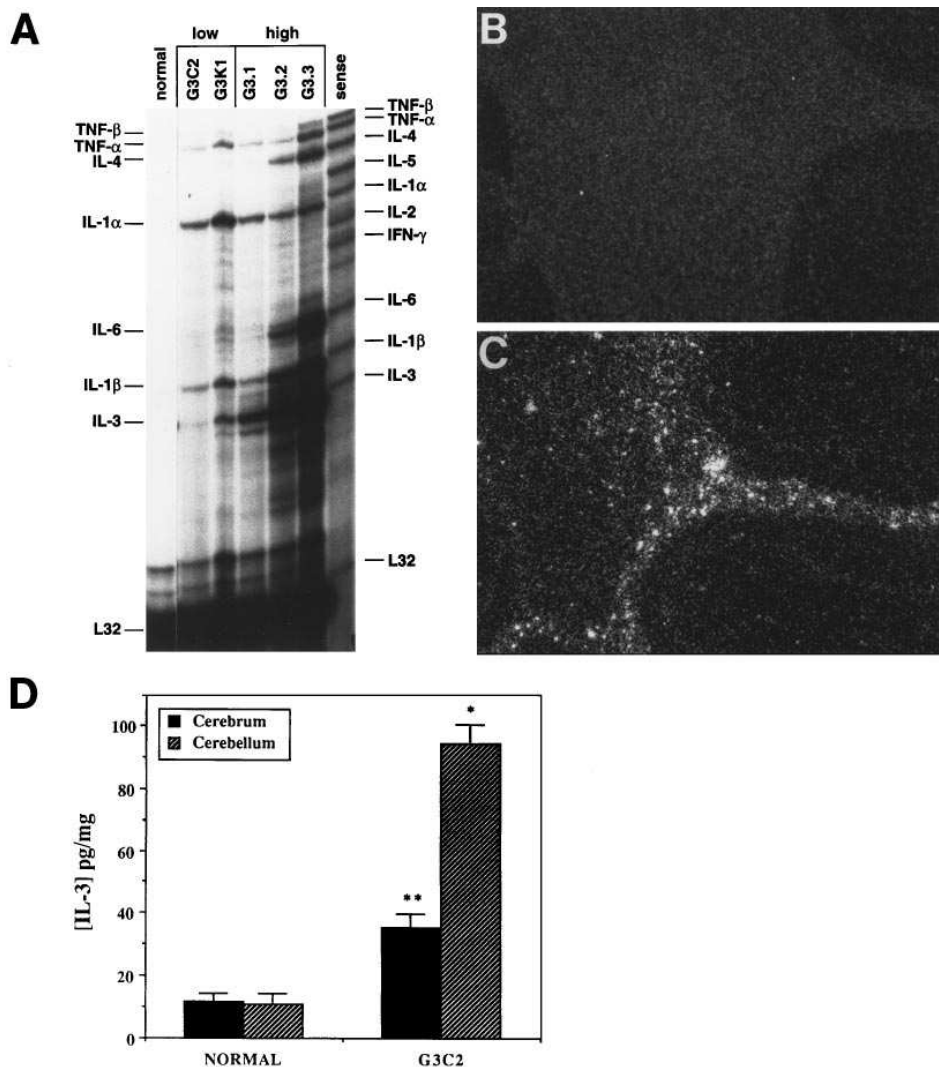 A
low
high
normal
G3C2
G3K1
G3.1
G3.2
G3.3
sense
TNF-β
TNF-α
IL-4
IL-1α
IL-6
IL-1β
IL-3
L32
TNF-β
TNF-α
IL-4
IL-5
IL-1α
IL-2
IFN-γ
IL-6
IL-1β
IL-3
L32
B
C
D
Cerebrum
Cerebellum
[IL-3] pg/mg
100
80
60
40
20
0
*
**
NORMAL
G3C2